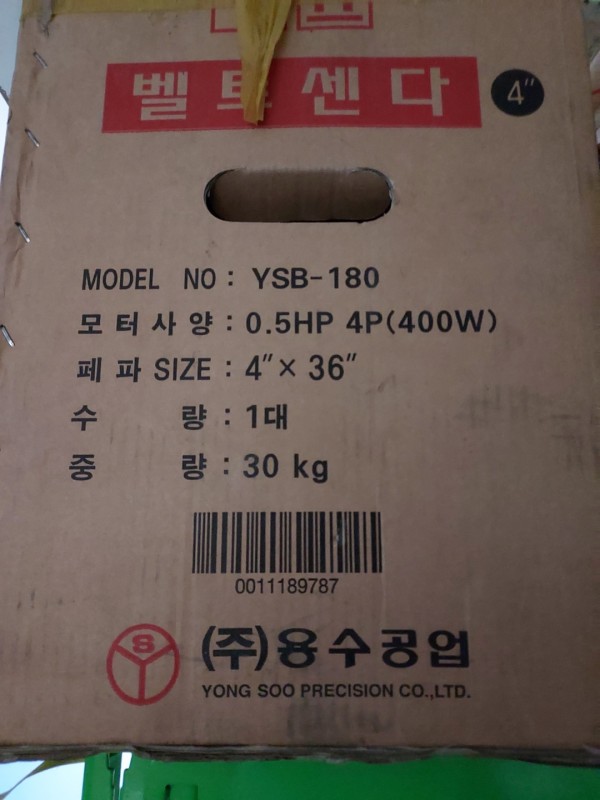 벨트센다 4"
MODEL NO : YSB-180
모터사양 : 0.5HP 4P(400W)
페파 SIZE : 4" × 36"
수 량 : 1대
중 량 : 30 kg
0011189787
S
(주)용수공업
YONG SOO PRECISION CO.,LTD.